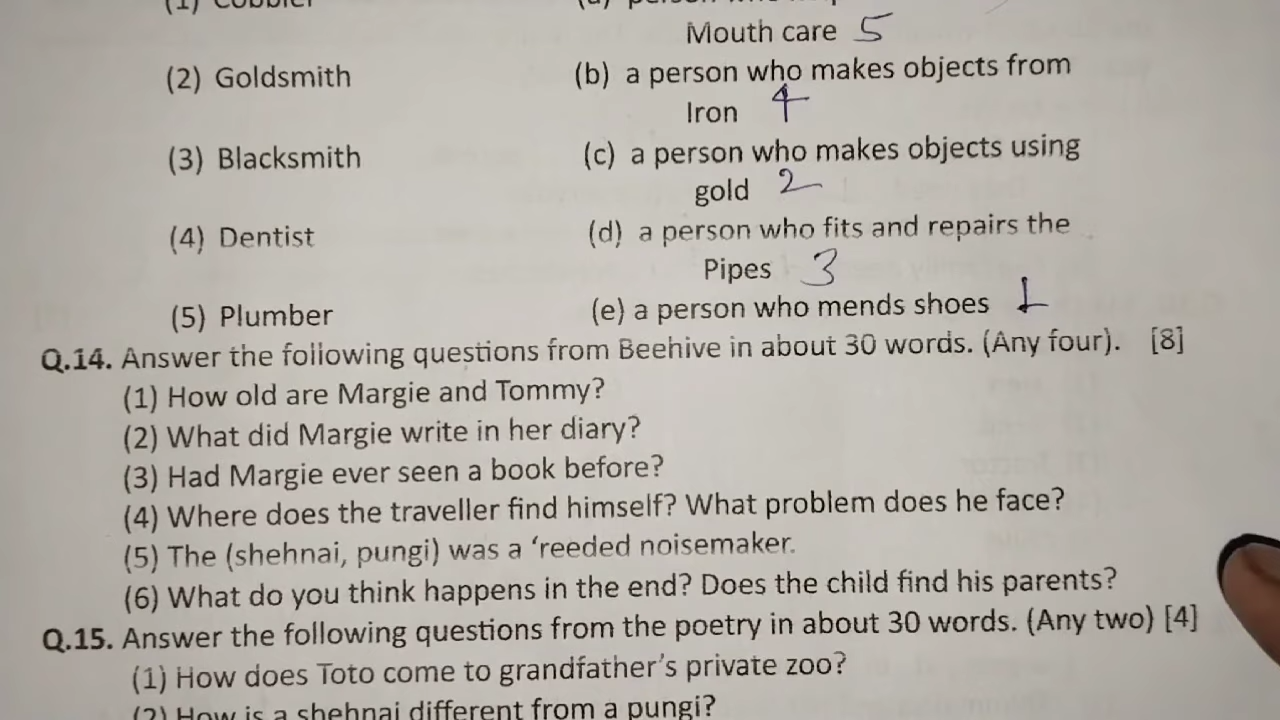 (1) Cobbler
Mouth care 5
(2) Goldsmith (b) a person who makes objects from
Iron 4
(3) Blacksmith (c) a person who makes objects using
gold 2
(4) Dentist (d) a person who fits and repairs the
Pipes 3
(5) Plumber (e) a person who mends shoes 1
Q.14. Answer the following questions from Beehive in about 30 words. (Any four). [8]
(1) How old are Margie and Tommy?
(2) What did Margie write in her diary?
(3) Had Margie ever seen a book before?
(4) Where does the traveller find himself? What problem does he face?
(5) The (shehnai, pungi) was a ‘reeded noisemaker.
(6) What do you think happens in the end? Does the child find his parents?
Q.15. Answer the following questions from the poetry in about 30 words. (Any two) [4]
(1) How does Toto come to grandfather's private zoo?
(2) How is a shehnai different from a pungi?